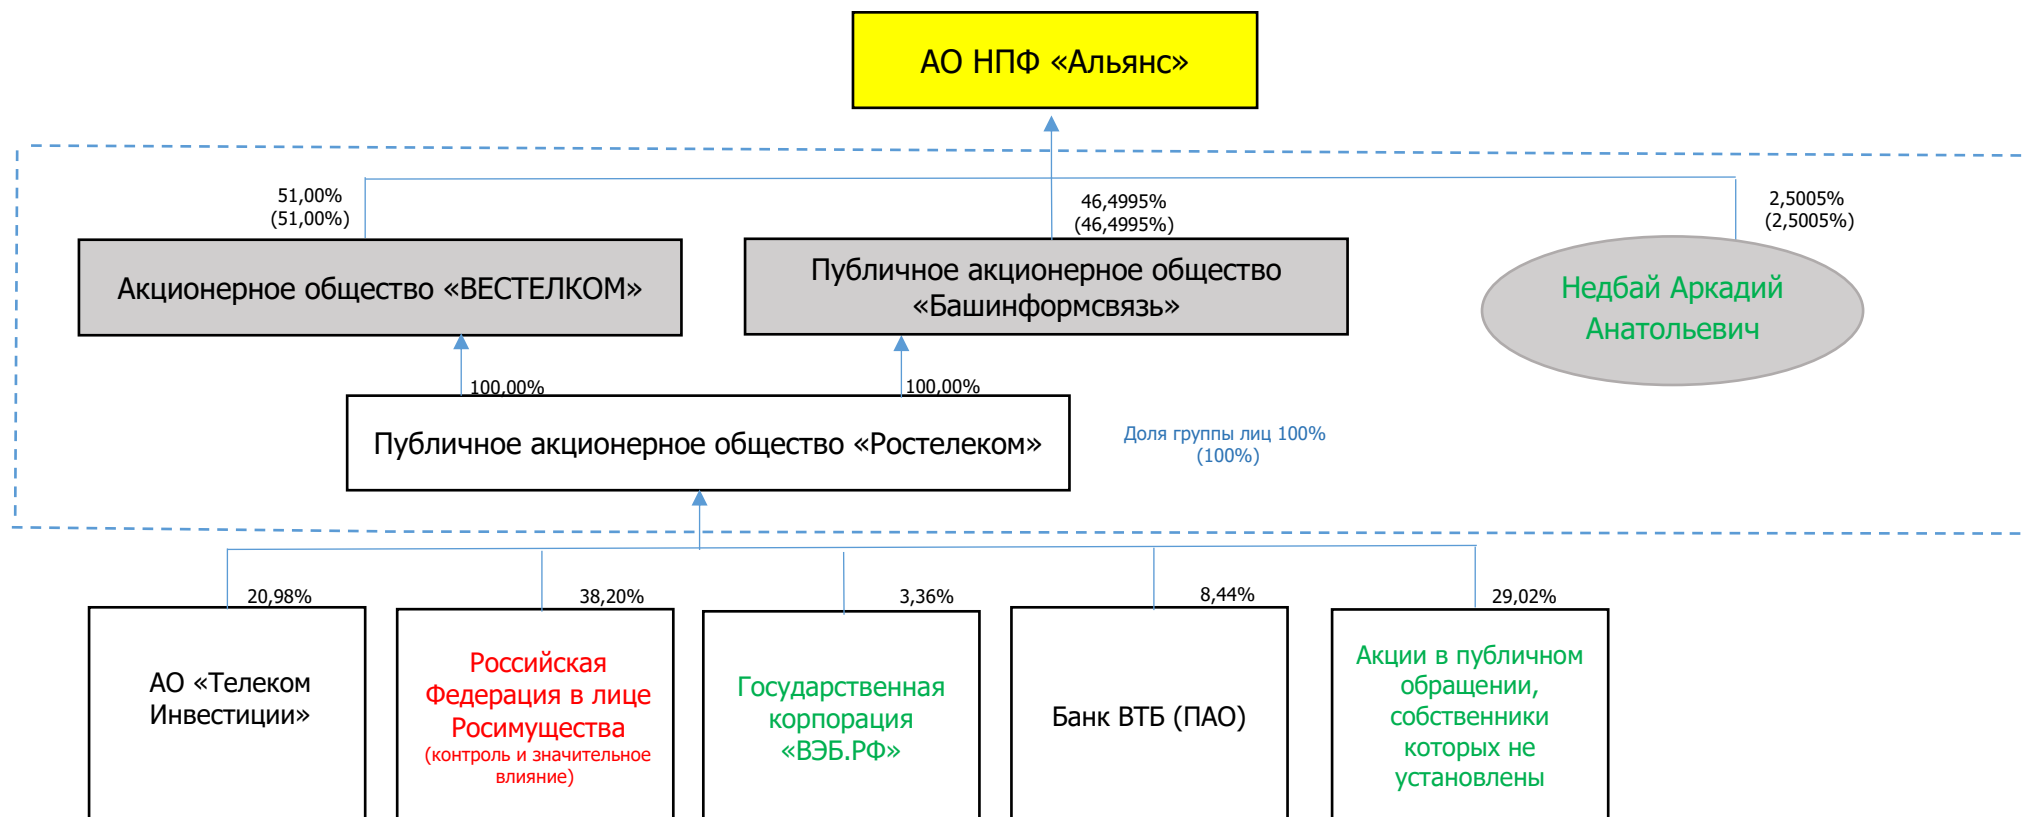 АО НПФ «Альянс»
51,00%
(51,00%)
46,4995%
(46,4995%)
2,5005%
(2,5005%)
Акционерное общество «ВЕСТЕЛКОМ»
Публичное акционерное общество
«Башинформсвязь»
Недбай Аркадий
Анатольевич
100,00%
100,00%
Публичное акционерное общество «Ростелеком»
Доля группы лиц 100%
(100%)
20,98%
38,20%
3,36%
8,44%
29,02%
АО «Телеком
Инвестиции»
Российская
Федерация в лице
Росимущества
(контроль и значительное
влияние)
Государственная
корпорация
«ВЭБ.РФ»
Банк ВТБ (ПАО)
Акции в публичном
обращении,
собственники
которых не
установлены